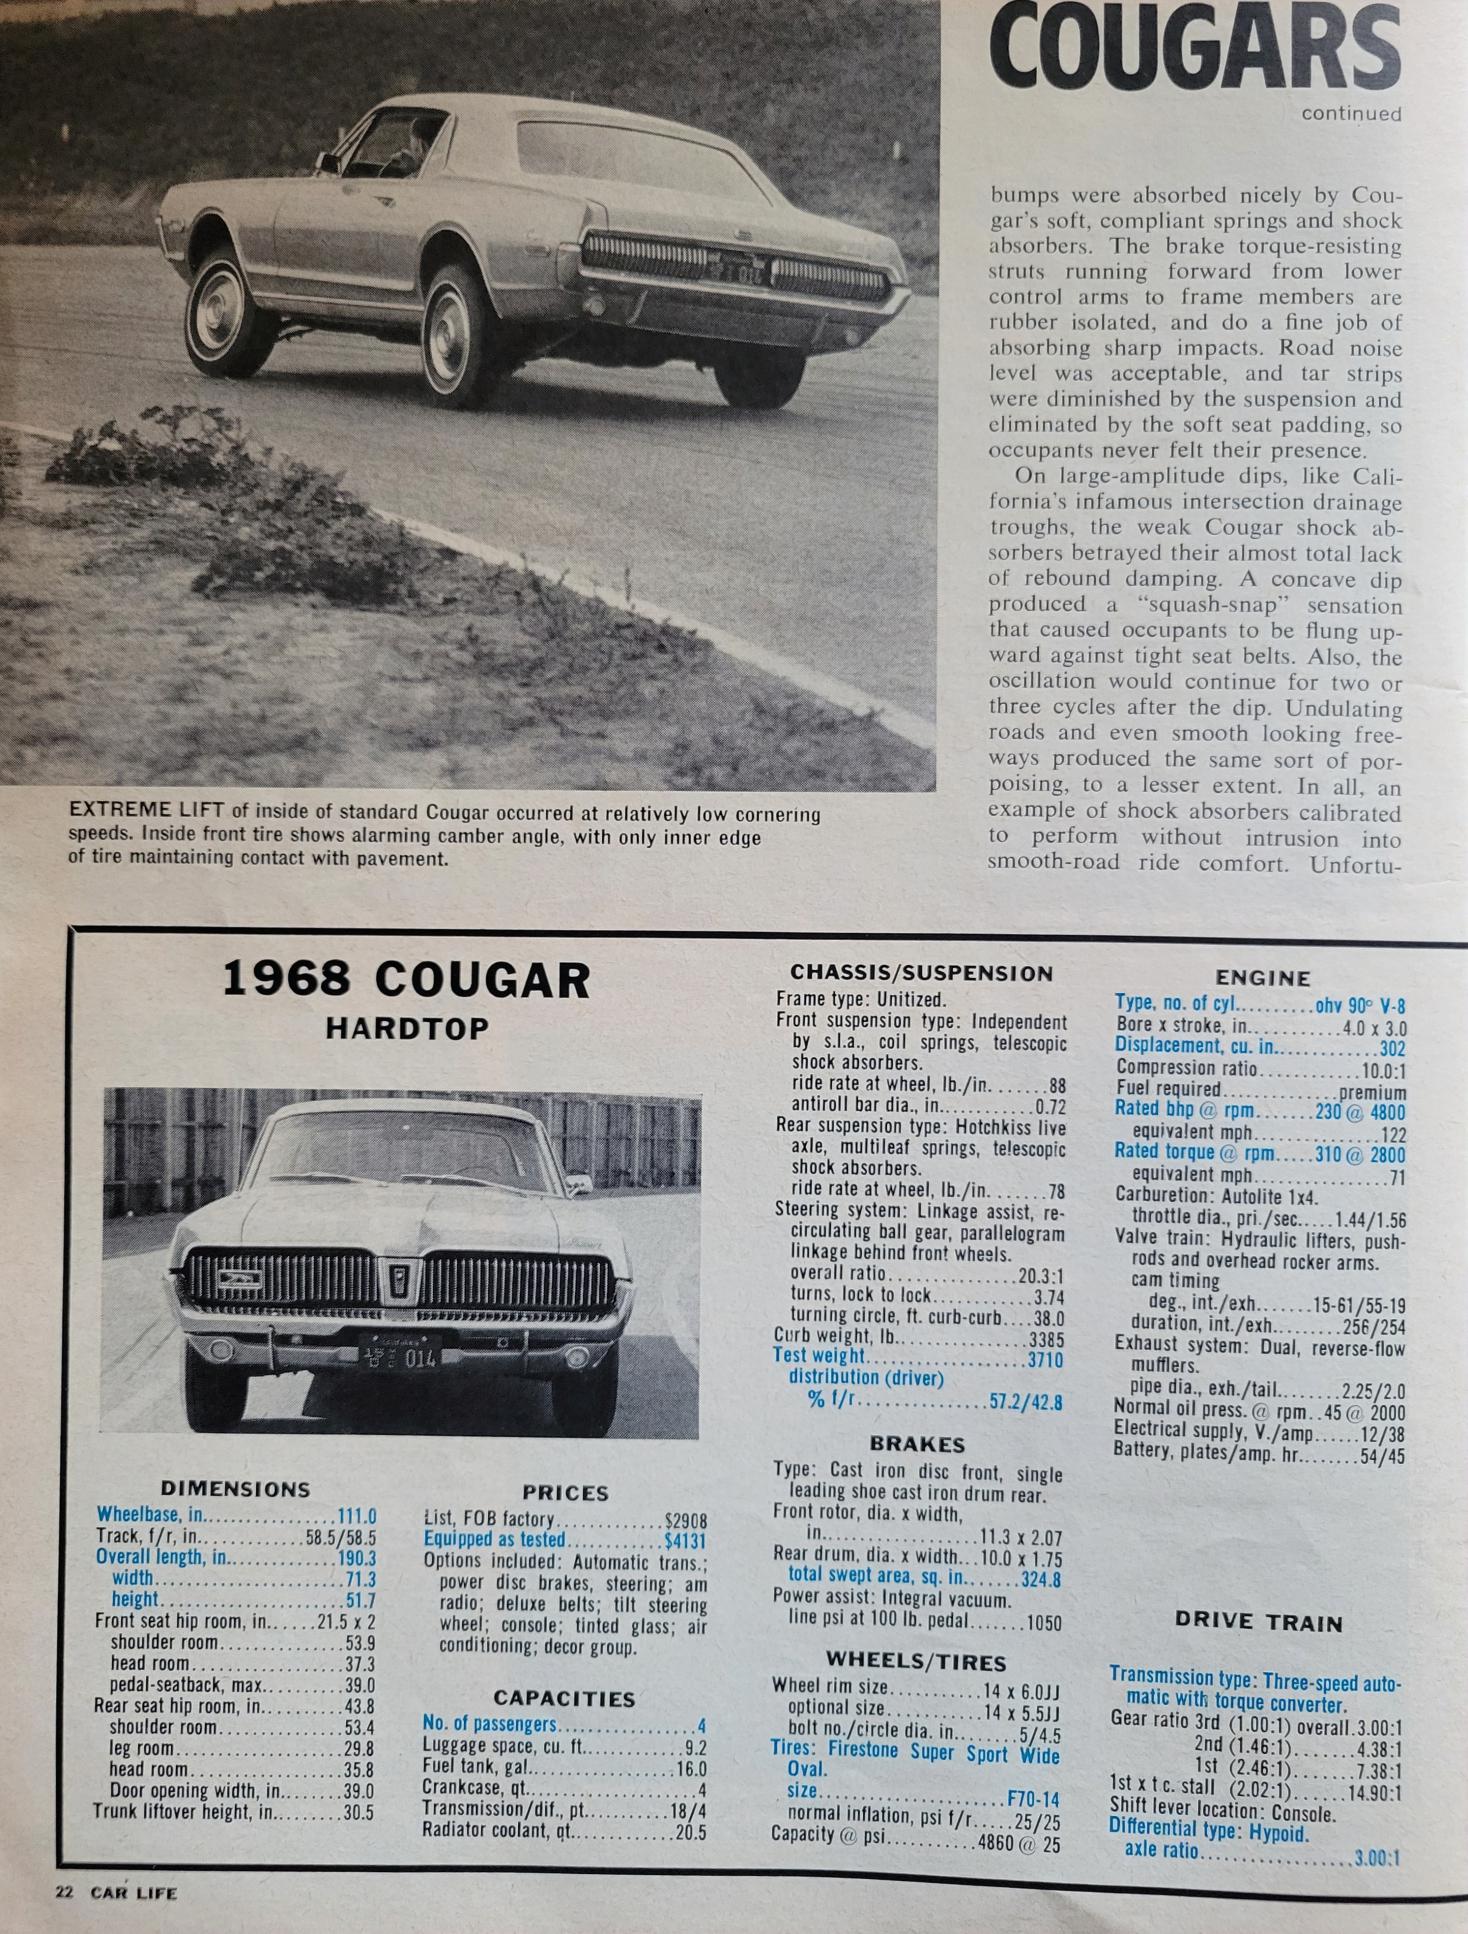 COUGARS
continued
bumps were absorbed nicely by Cou-
gar's soft, compliant springs and shock
absorbers. The brake torque-resisting
struts running forward from lower
control arms to frame members are
rubber isolated, and do a fine job of
absorbing sharp impacts. Road noise
level was acceptable, and tar strips
were diminished by the suspension and
eliminated by the soft seat padding, so
occupants never felt their presence.
On large-amplitude dips, like Cali-
fornia's infamous intersection drainage
troughs, the weak Cougar shock ab-
sorbers betrayed their almost total lack
of rebound damping. A concave dip
produced a “squash-snap” sensation
that caused occupants to be flung up-
ward against tight seat belts. Also, the
oscillation would continue for two or
three cycles after the dip. Undulating
roads and even smooth looking free-
ways produced the same sort of por-
poising, to a lesser extent. In all, an
example of shock absorbers calibrated
to perform without intrusion into
smooth-road ride comfort. Unfortu-
EXTREME LIFT of inside of standard Cougar occurred at relatively low cornering
speeds. Inside front tire shows alarming camber angle, with only inner edge
of tire maintaining contact with pavement.
1968 COUGAR
HARDTOP
014
DIMENSIONS
Wheelbase, in..............111.0
Track, f/r, in............58.5/58.5
Overall length, in.............190.3
width......................71.3
height.....................51.7
Front seat hip room, in......21.5 x 2
shoulder room..............53.9
head room..................37.3
pedal-seatback, max..........39.0
Rear seat hip room, in..........43.8
shoulder room..............53.4
leg room...................29.8
head room..................35.8
Door opening width, in.......39.0
Trunk liftover height, in........30.5
PRICES
List, FOB factory............$2908
Equipped as tested...........$4131
Options included: Automatic trans.;
power disc brakes, steering; am
radio; deluxe belts; tilt steering
wheel; console; tinted glass; air
conditioning; decor group.
CAPACITIES
No. of passengers................4
Luggage space, cu. ft............9.2
Fuel tank, gal.................16.0
Crankcase, qt....................4
Transmission/dif., pt..........18/4
Radiator coolant, qt............20.5
CHASSIS/SUSPENSION
Frame type: Unitized.
Front suspension type: Independent
by s.l.a., coil springs, telescopic
shock absorbers.
ride rate at wheel, lb./in.......88
antiroll bar dia., in...........0.72
Rear suspension type: Hotchkiss live
axle, multileaf springs, telescopic
shock absorbers.
ride rate at wheel, lb./in.......78
Steering system: Linkage assist, re-
circulating ball gear, parallelogram
linkage behind front wheels.
overall ratio..............20.3:1
turns, lock to lock............3.74
turning circle, ft. curb-curb....38.0
Curb weight, lb...............3385
Test weight...................3710
distribution (driver)
% f/r...............57.2/42.8
BRAKES
Type: Cast iron disc front, single
leading shoe cast iron drum rear.
Front rotor, dia. x width,
in.................11.3 x 2.07
Rear drum, dia. x width...10.0 x 1.75
total swept area, sq. in.......324.8
Power assist: Integral vacuum.
line psi at 100 lb. pedal.......1050
WHEELS/TIRES
Wheel rim size...........14 x 6.0JJ
optional size...........14 x 5.5JJ
bolt no./circle dia. in........5/4.5
Tires: Firestone Super Sport Wide
Oval.
size......................F70-14
normal inflation, psi f/r.....25/25
Capacity @ psi..........4860 @ 25
ENGINE
Type, no. of cyl..........ohv 90° V-8
Bore x stroke, in...........4.0 x 3.0
Displacement, cu. in.............302
Compression ratio............10.0:1
Fuel required..............premium
Rated bhp @ rpm.......230 @ 4800
equivalent mph...............122
Rated torque @ rpm.....310 @ 2800
equivalent mph................71
Carburetion: Autolite 1x4.
throttle dia., pri./sec.....1.44/1.56
Valve train: Hydraulic lifters, push-
rods and overhead rocker arms.
cam timing
deg., int./exh.......15-61/55-19
duration, int./exh.........256/254
Exhaust system: Dual, reverse-flow
mufflers.
pipe dia., exh./tail........2.25/2.0
Normal oil press. @ rpm..45 @ 2000
Electrical supply, V./amp......12/38
Battery, plates/amp. hr........54/45
DRIVE TRAIN
Transmission type: Three-speed auto-
matic with torque converter.
Gear ratio 3rd (1.00:1) overall.3.00:1
2nd (1.46:1).......4.38:1
1st (2.46:1).......7.38:1
1st x t.c. stall (2.02:1)......14.90:1
Shift lever location: Console.
Differential type: Hypoid.
axle ratio..................3.00:1
22 CAR LIFE